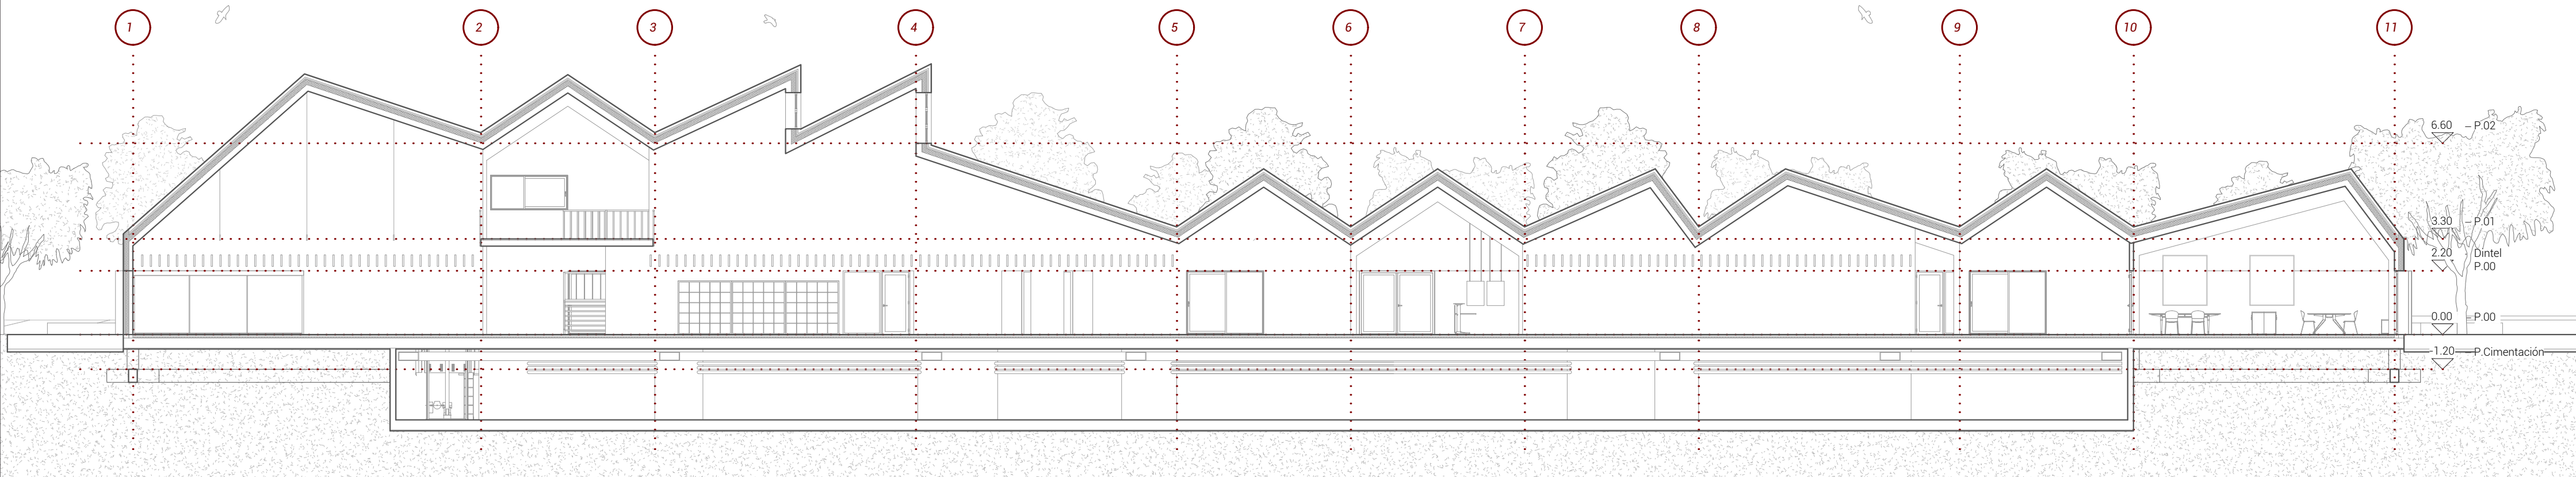 1 2 3 4 5 6 7 8 9 10 11
6.60 P.02
3.30 P.01
2.20 Dintel
P.00
0.00 P.00
-1.20 P.Cimentación